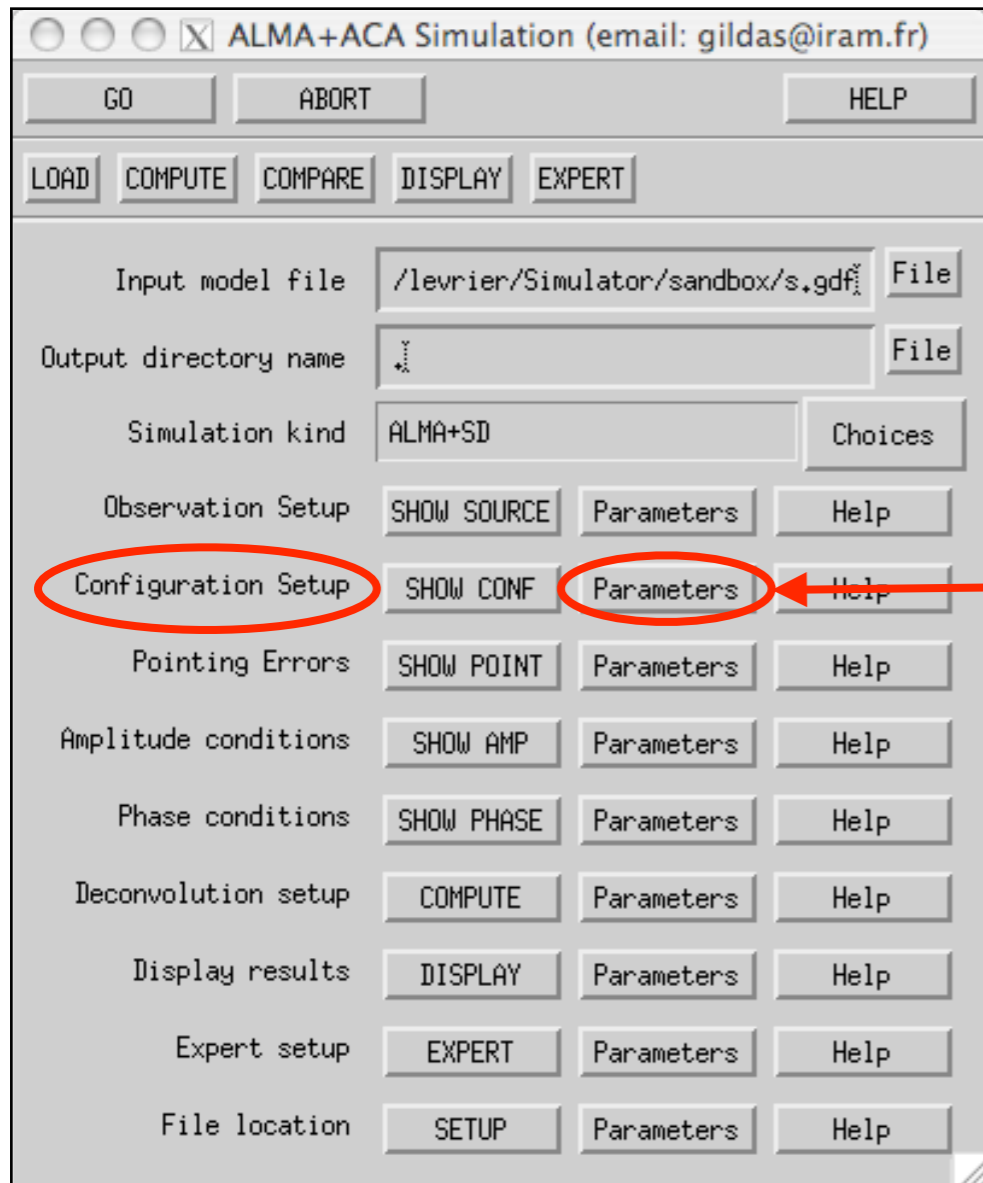 ALMA+ACA Simulation (email: gildas@iram.fr)
GO ABORT HELP
LOAD COMPUTE COMPARE DISPLAY EXPERT
Input model file /levrier/Simulator/sandbox/s.gdf File
Output directory name . File
Simulation kind ALMA+SD Choices
Observation Setup SHOW SOURCE Parameters Help
Configuration Setup SHOW CONF Parameters Help
Pointing Errors SHOW POINT Parameters Help
Amplitude conditions SHOW AMP Parameters Help
Phase conditions SHOW PHASE Parameters Help
Deconvolution setup COMPUTE Parameters Help
Display results DISPLAY Parameters Help
Expert setup EXPERT Parameters Help
File location SETUP Parameters Help